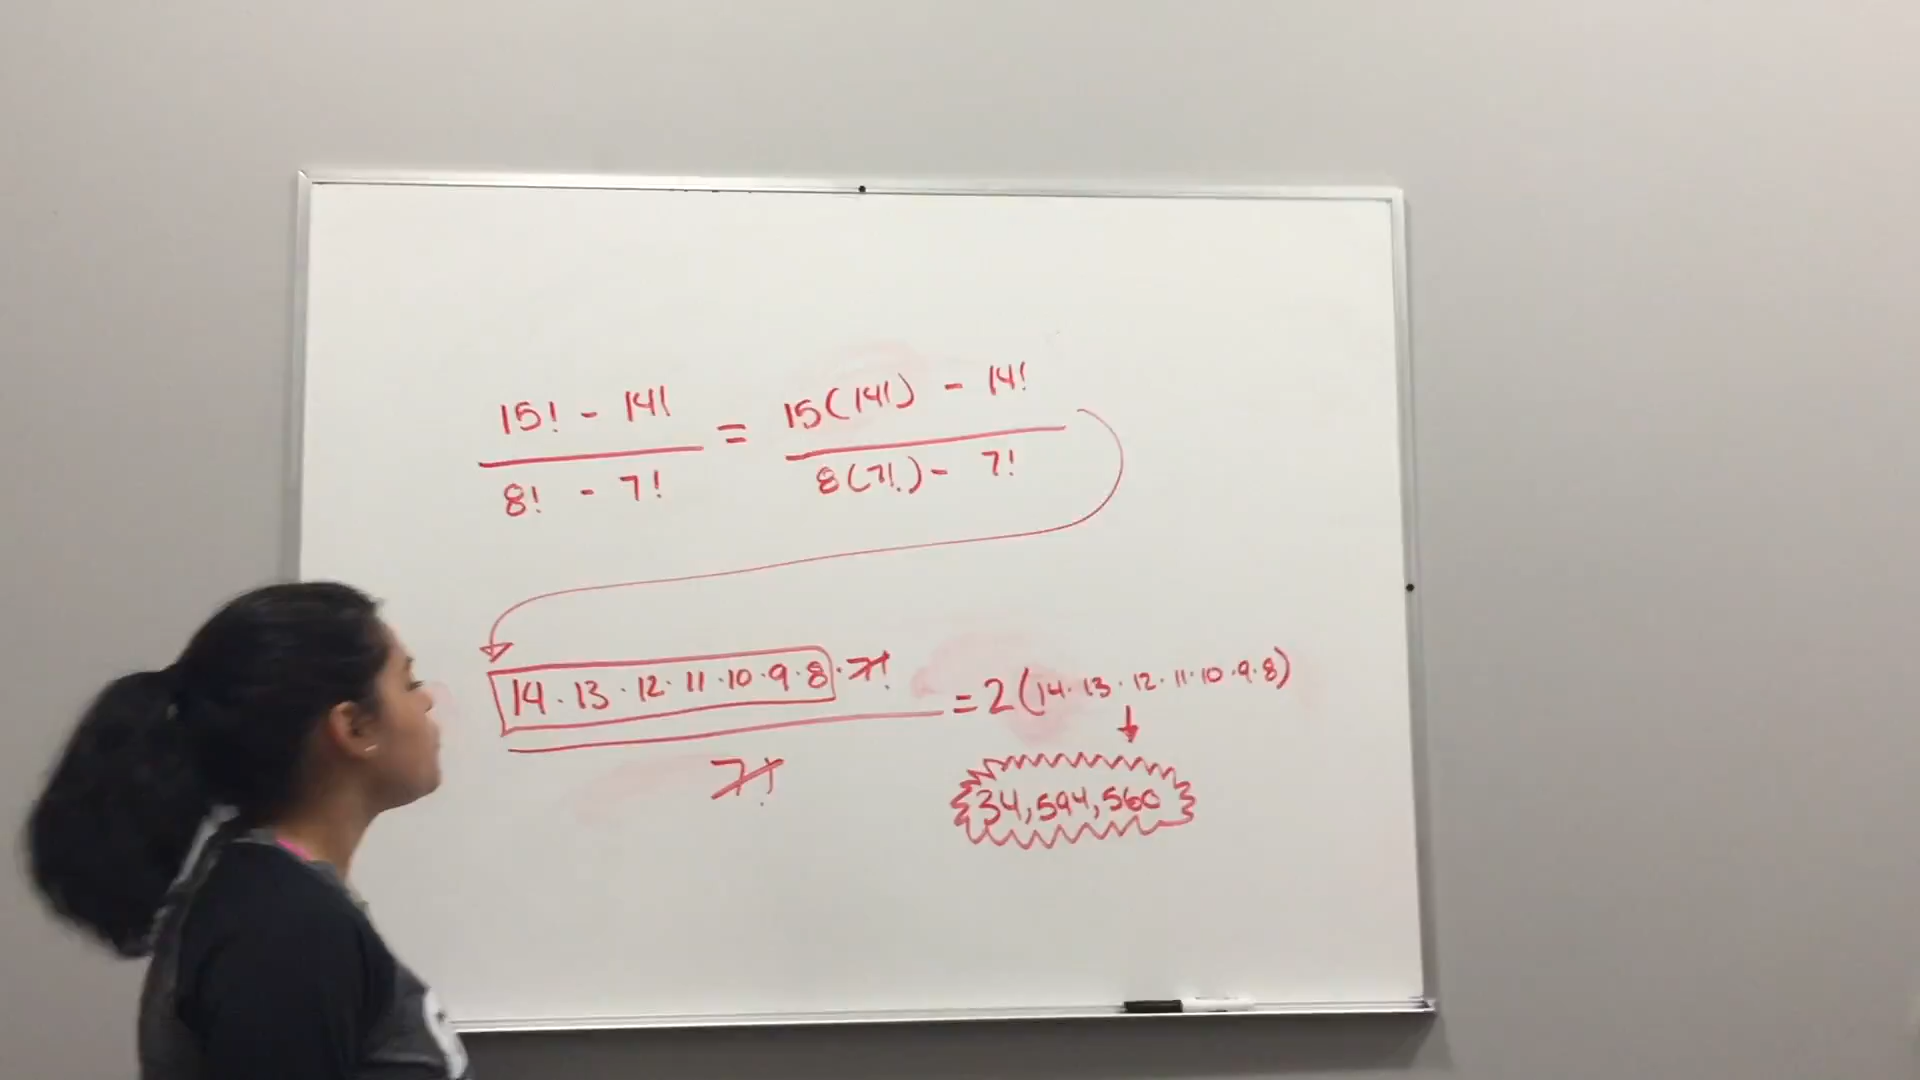 15! - 14! = 15(14!) - 14!
8! - 7! 8(7!) - 7!
14 · 13 · 12 · 11 · 10 · 9 · 8 · 7! = 2(14 · 13 · 12 · 11 · 10 · 9 · 8)
7!
34,594,560